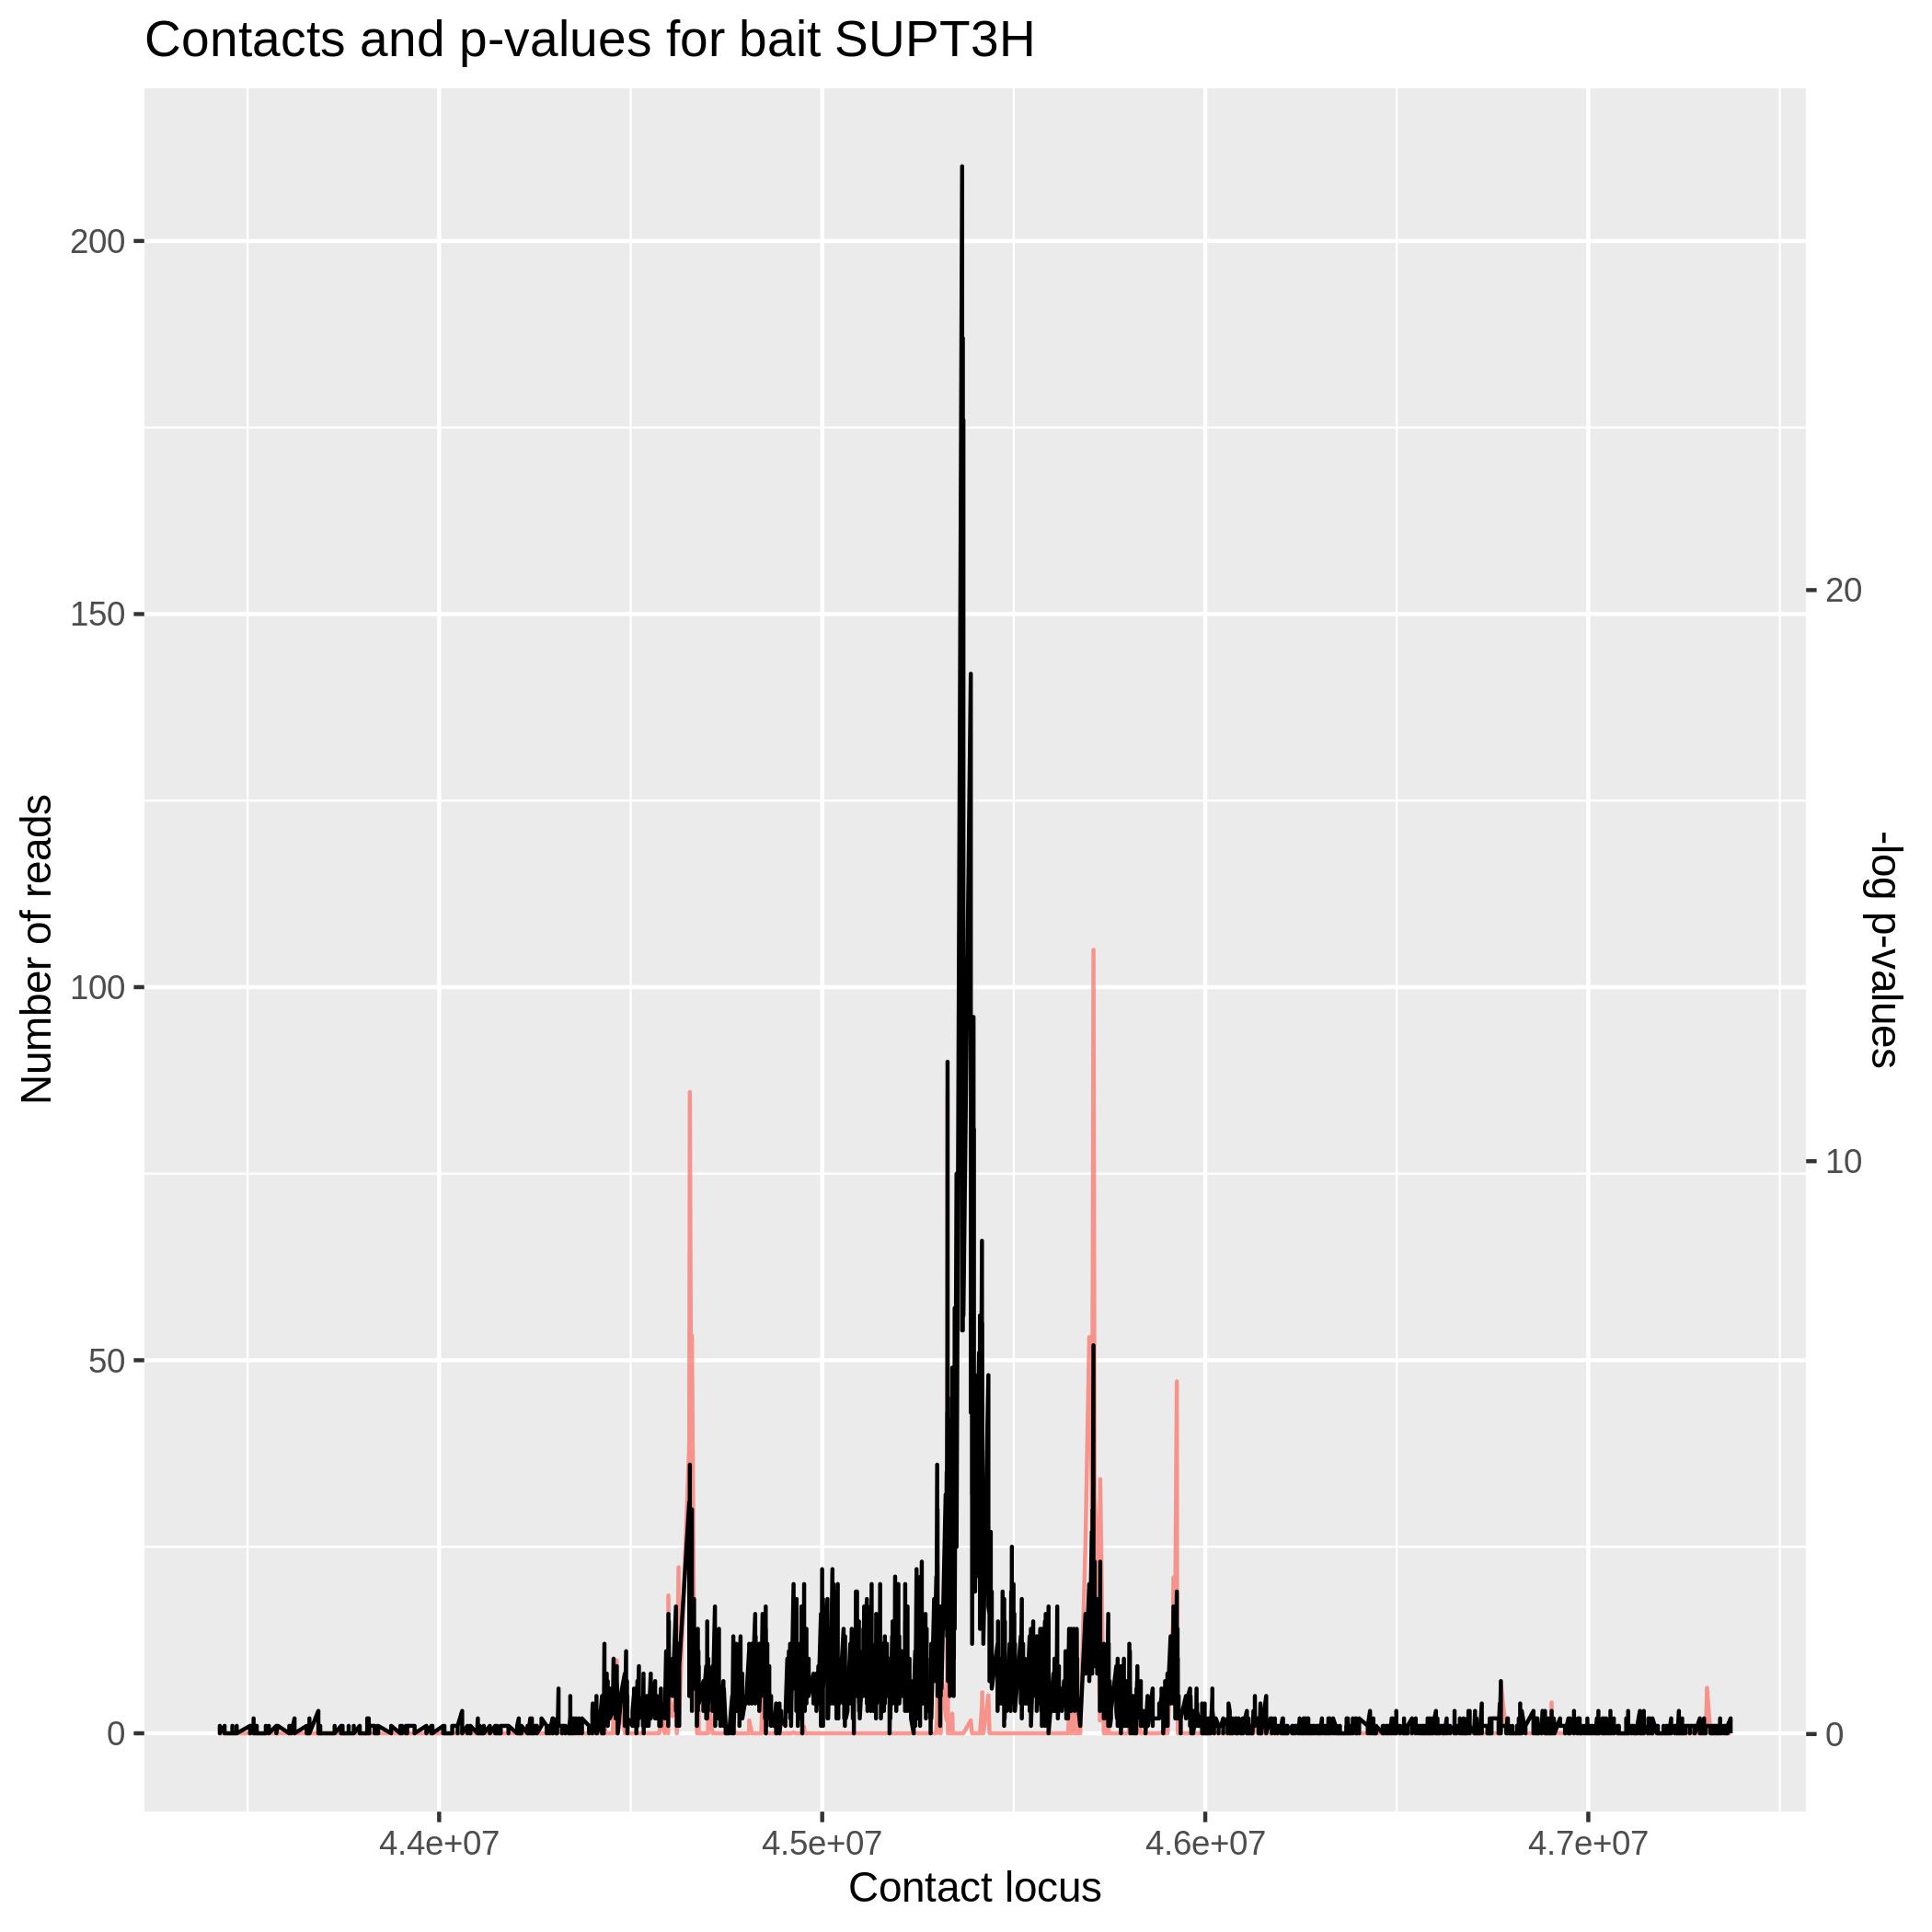 Contacts and p-values for bait SUPT3H
200
150
100
50
0
Number of reads
20
10
0
-log p-values
4.4e+07
4.5e+07
4.6e+07
4.7e+07
Contact locus